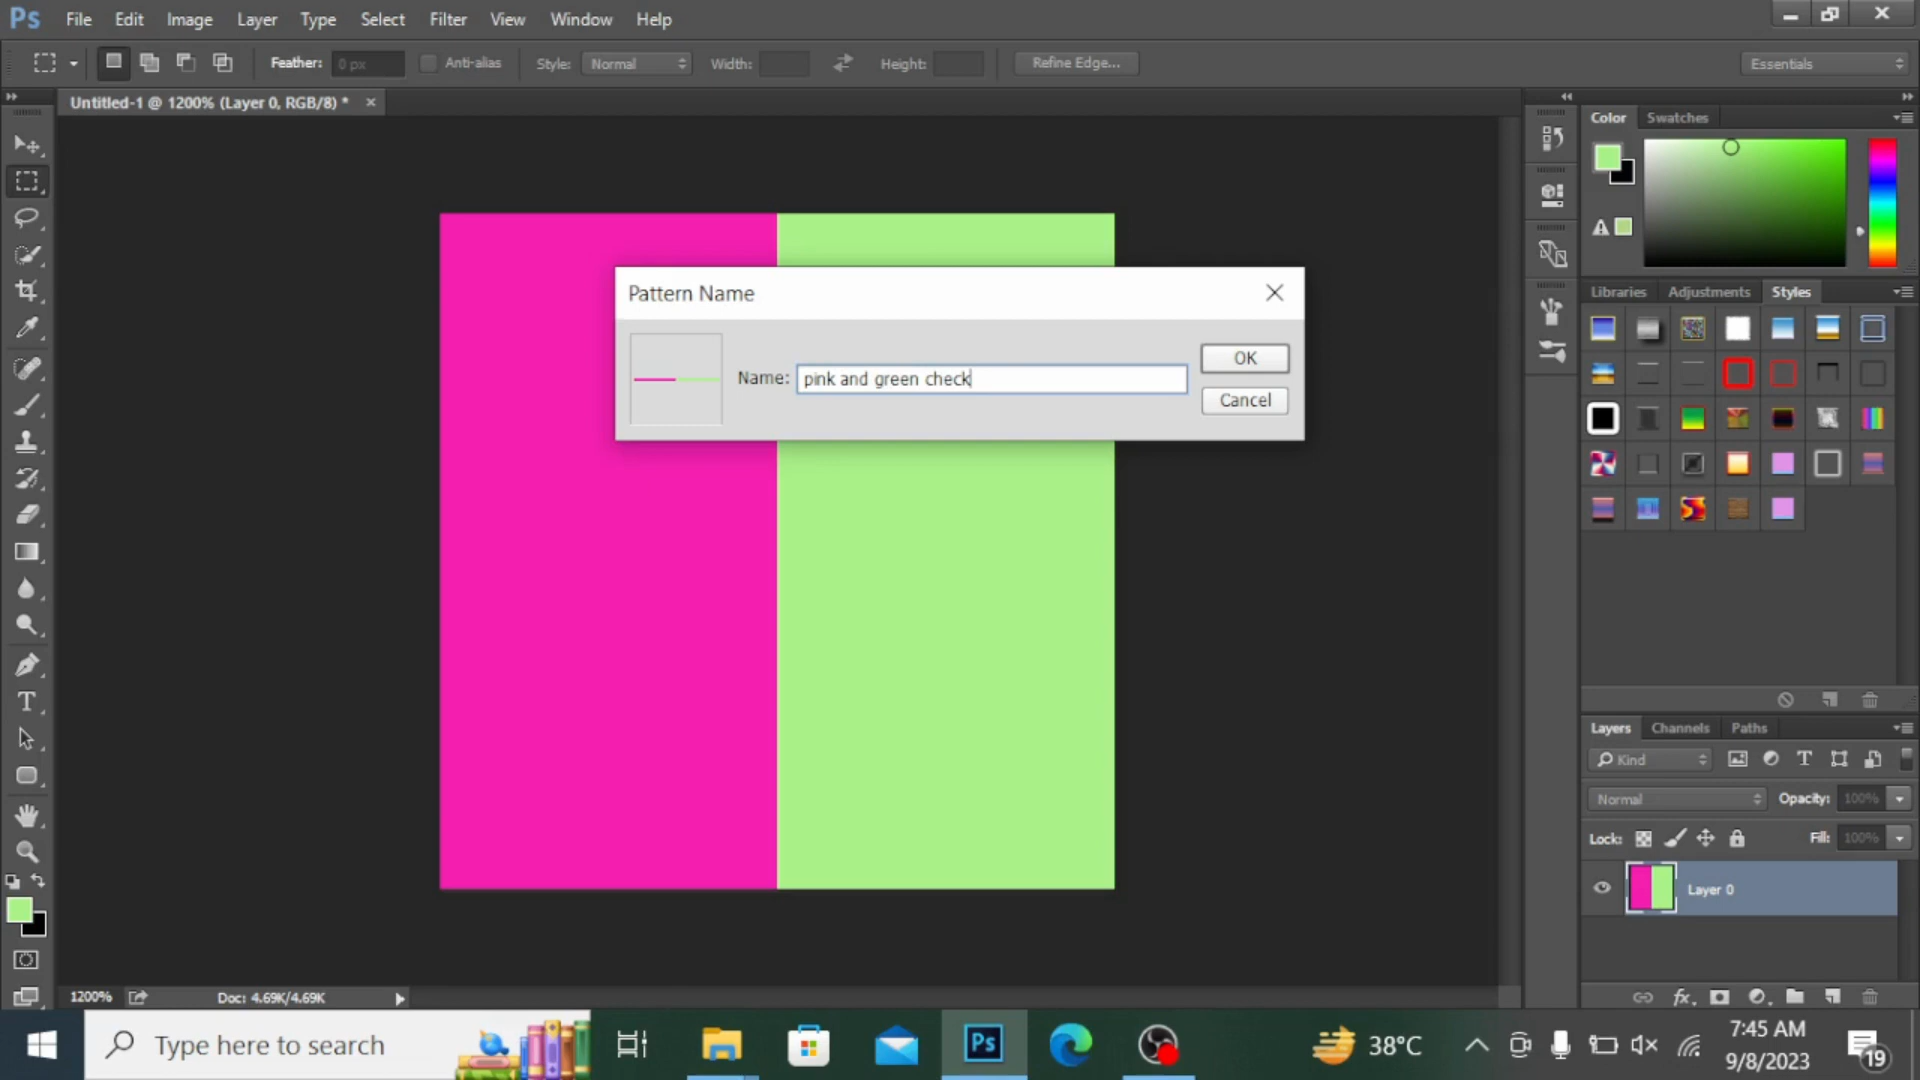 Ps File Edit Image Layer Type Select Filter View Window Help
Feather: 0 px Anti-alias Style: Normal Width: Height: Refine Edge... Essentials
Untitled-1 @ 1200% (Layer 0, RGB/8) * ×
Color Swatches
Pattern Name
Name: pink and green check
OK
Cancel
Libraries Adjustments Styles
Layers Channels Paths
Kind
Normal Opacity: 100%
Lock: Fill: 100%
Layer 0
1200% Doc: 4.69K/4.69K
Type here to search
Ps
38°C
7:45 AM
9/8/2023
19